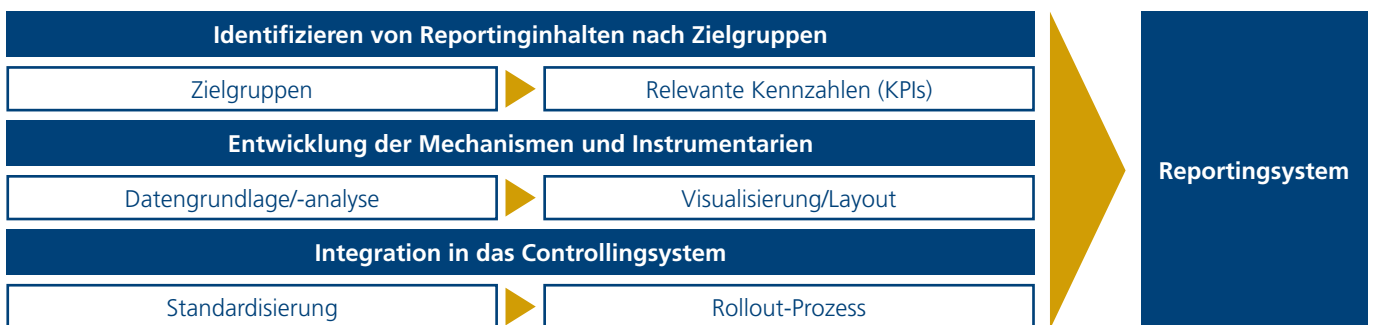 Identifizieren von Reportinginhalten nach Zielgruppen
Zielgruppen
Relevante Kennzahlen (KPIs)
Entwicklung der Mechanismen und Instrumentarien
Datengrundlage/-analyse
Visualisierung/Layout
Integration in das Controllingsystem
Standardisierung
Rollout-Prozess
Reportingsystem